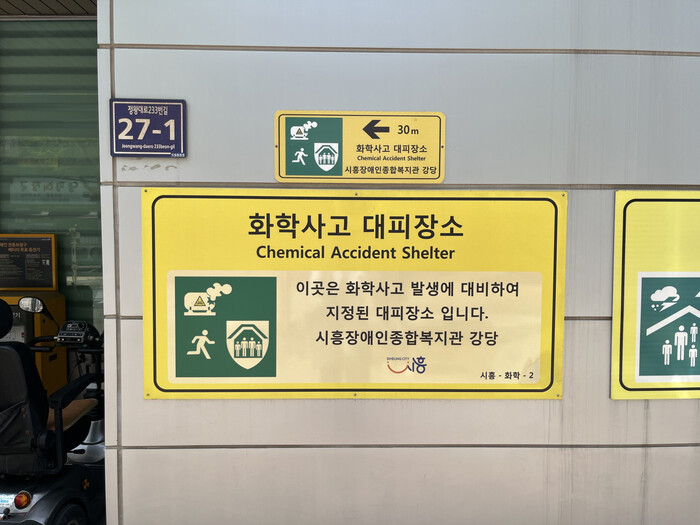 정왕대로233번길
27-1
Jeongwang-daero 233beon-gil
30m
화학사고 대피장소
Chemical Accident Shelter
시흥장애인종합복지관 강당
화학사고 대피장소
Chemical Accident Shelter
이곳은 화학사고 발생에 대비하여
지정된 대피장소 입니다.
시흥장애인종합복지관 강당
SIHEUNG CITY
시흥
시흥 - 화학 - 2